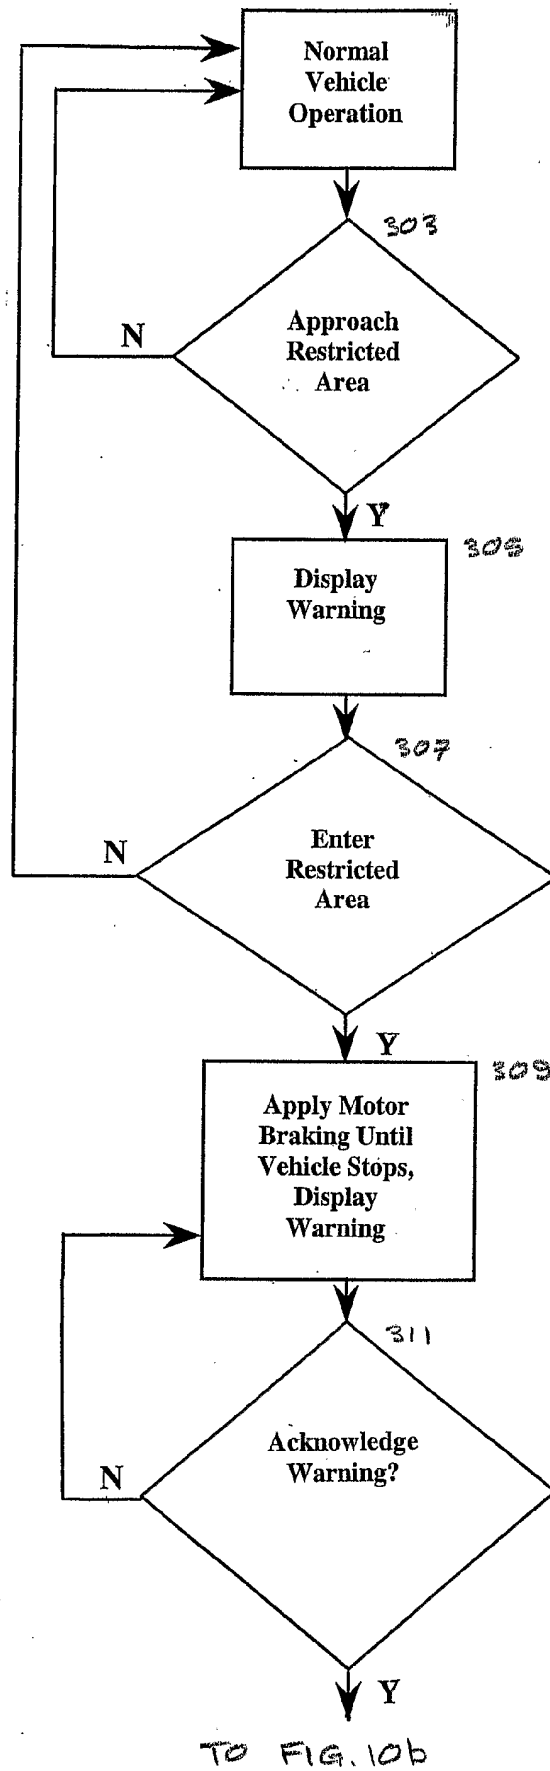 Normal
Vehicle
Operation
303
Approach
Restricted
Area
N
Y
305
Display
Warning
307
Enter
Restricted
Area
N
Y
309
Apply Motor
Braking Until
Vehicle Stops,
Display
Warning
311
Acknowledge
Warning?
N
Y
TO FIG. 10b